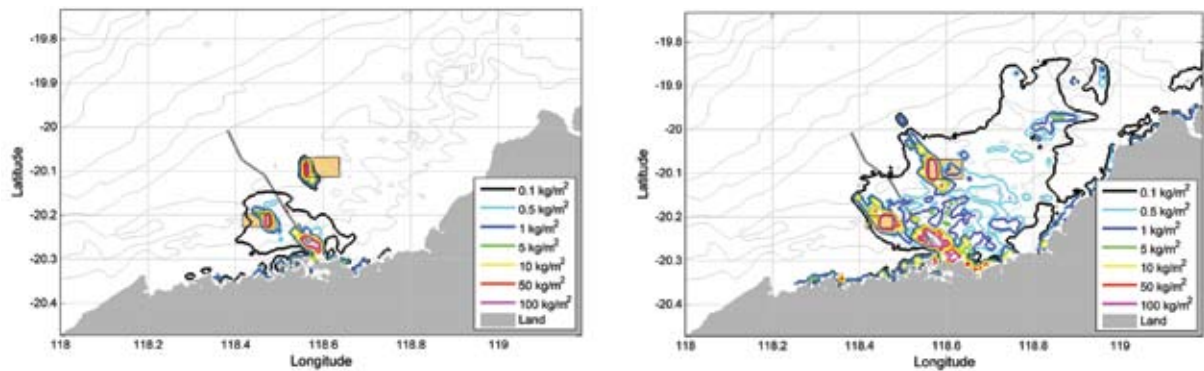 -19.8
-19.9
-20
-20.1
-20.2
-20.3
-20.4
Latitude
118
118.2
118.4
118.6
118.8
119
Longitude
0.1 kg/m²
0.5 kg/m²
1 kg/m²
5 kg/m²
10 kg/m²
50 kg/m²
100 kg/m²
Land
-19.8
-19.9
-20
-20.1
-20.2
-20.3
-20.4
Latitude
118
118.2
118.4
118.6
118.8
119
Longitude
0.1 kg/m²
0.5 kg/m²
1 kg/m²
5 kg/m²
10 kg/m²
50 kg/m²
100 kg/m²
Land